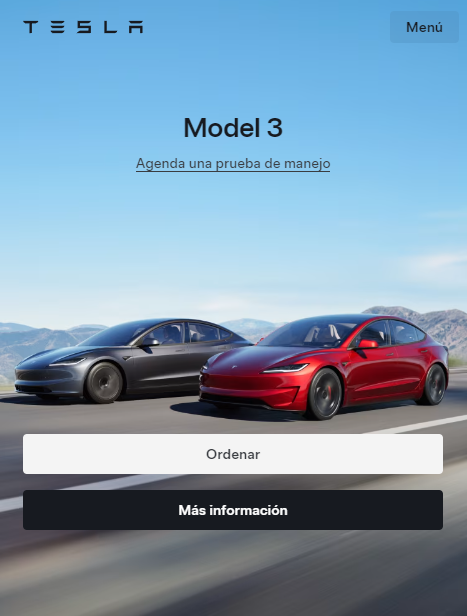 TESLA
Menú
Model 3
Agenda una prueba de manejo
Ordenar
Más información